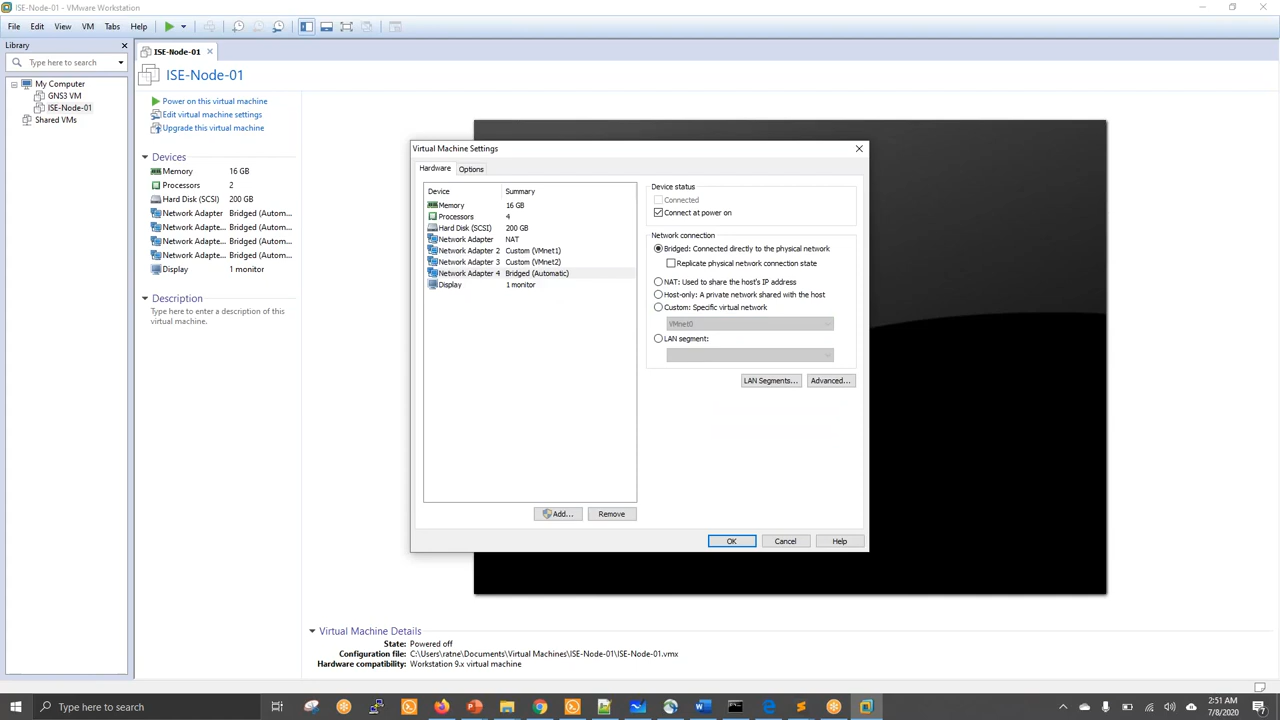 ISE-Node-01 - VMware Workstation
File Edit View VM Tabs Help
Library
Type here to search
My Computer
GNS3 VM
ISE-Node-01
Shared VMs
ISE-Node-01
ISE-Node-01
Power on this virtual machine
Edit virtual machine settings
Upgrade this virtual machine
Devices
Memory 16 GB
Processors 2
Hard Disk (SCSI) 200 GB
Network Adapter Bridged (Autom...
Network Adapte... Bridged (Autom...
Network Adapte... Bridged (Autom...
Network Adapte... Bridged (Autom...
Display 1 monitor
Description
Type here to enter a description of this
virtual machine.
Virtual Machine Settings
Hardware Options
Device Summary
Memory 16 GB
Processors 4
Hard Disk (SCSI) 200 GB
Network Adapter NAT
Network Adapter 2 Custom (VMnet1)
Network Adapter 3 Custom (VMnet2)
Network Adapter 4 Bridged (Automatic)
Display 1 monitor
Add... Remove
Device status
Connected
Connect at power on
Network connection
Bridged: Connected directly to the physical network
Replicate physical network connection state
NAT: Used to share the host's IP address
Host-only: A private network shared with the host
Custom: Specific virtual network
VMnet0
LAN segment:
LAN Segments... Advanced...
OK Cancel Help
Virtual Machine Details
State: Powered off
Configuration file: C:\Users\ratne\Documents\Virtual Machines\ISE-Node-01\ISE-Node-01.vmx
Hardware compatibility: Workstation 9.x virtual machine
Type here to search
2:51 AM
7/8/2020